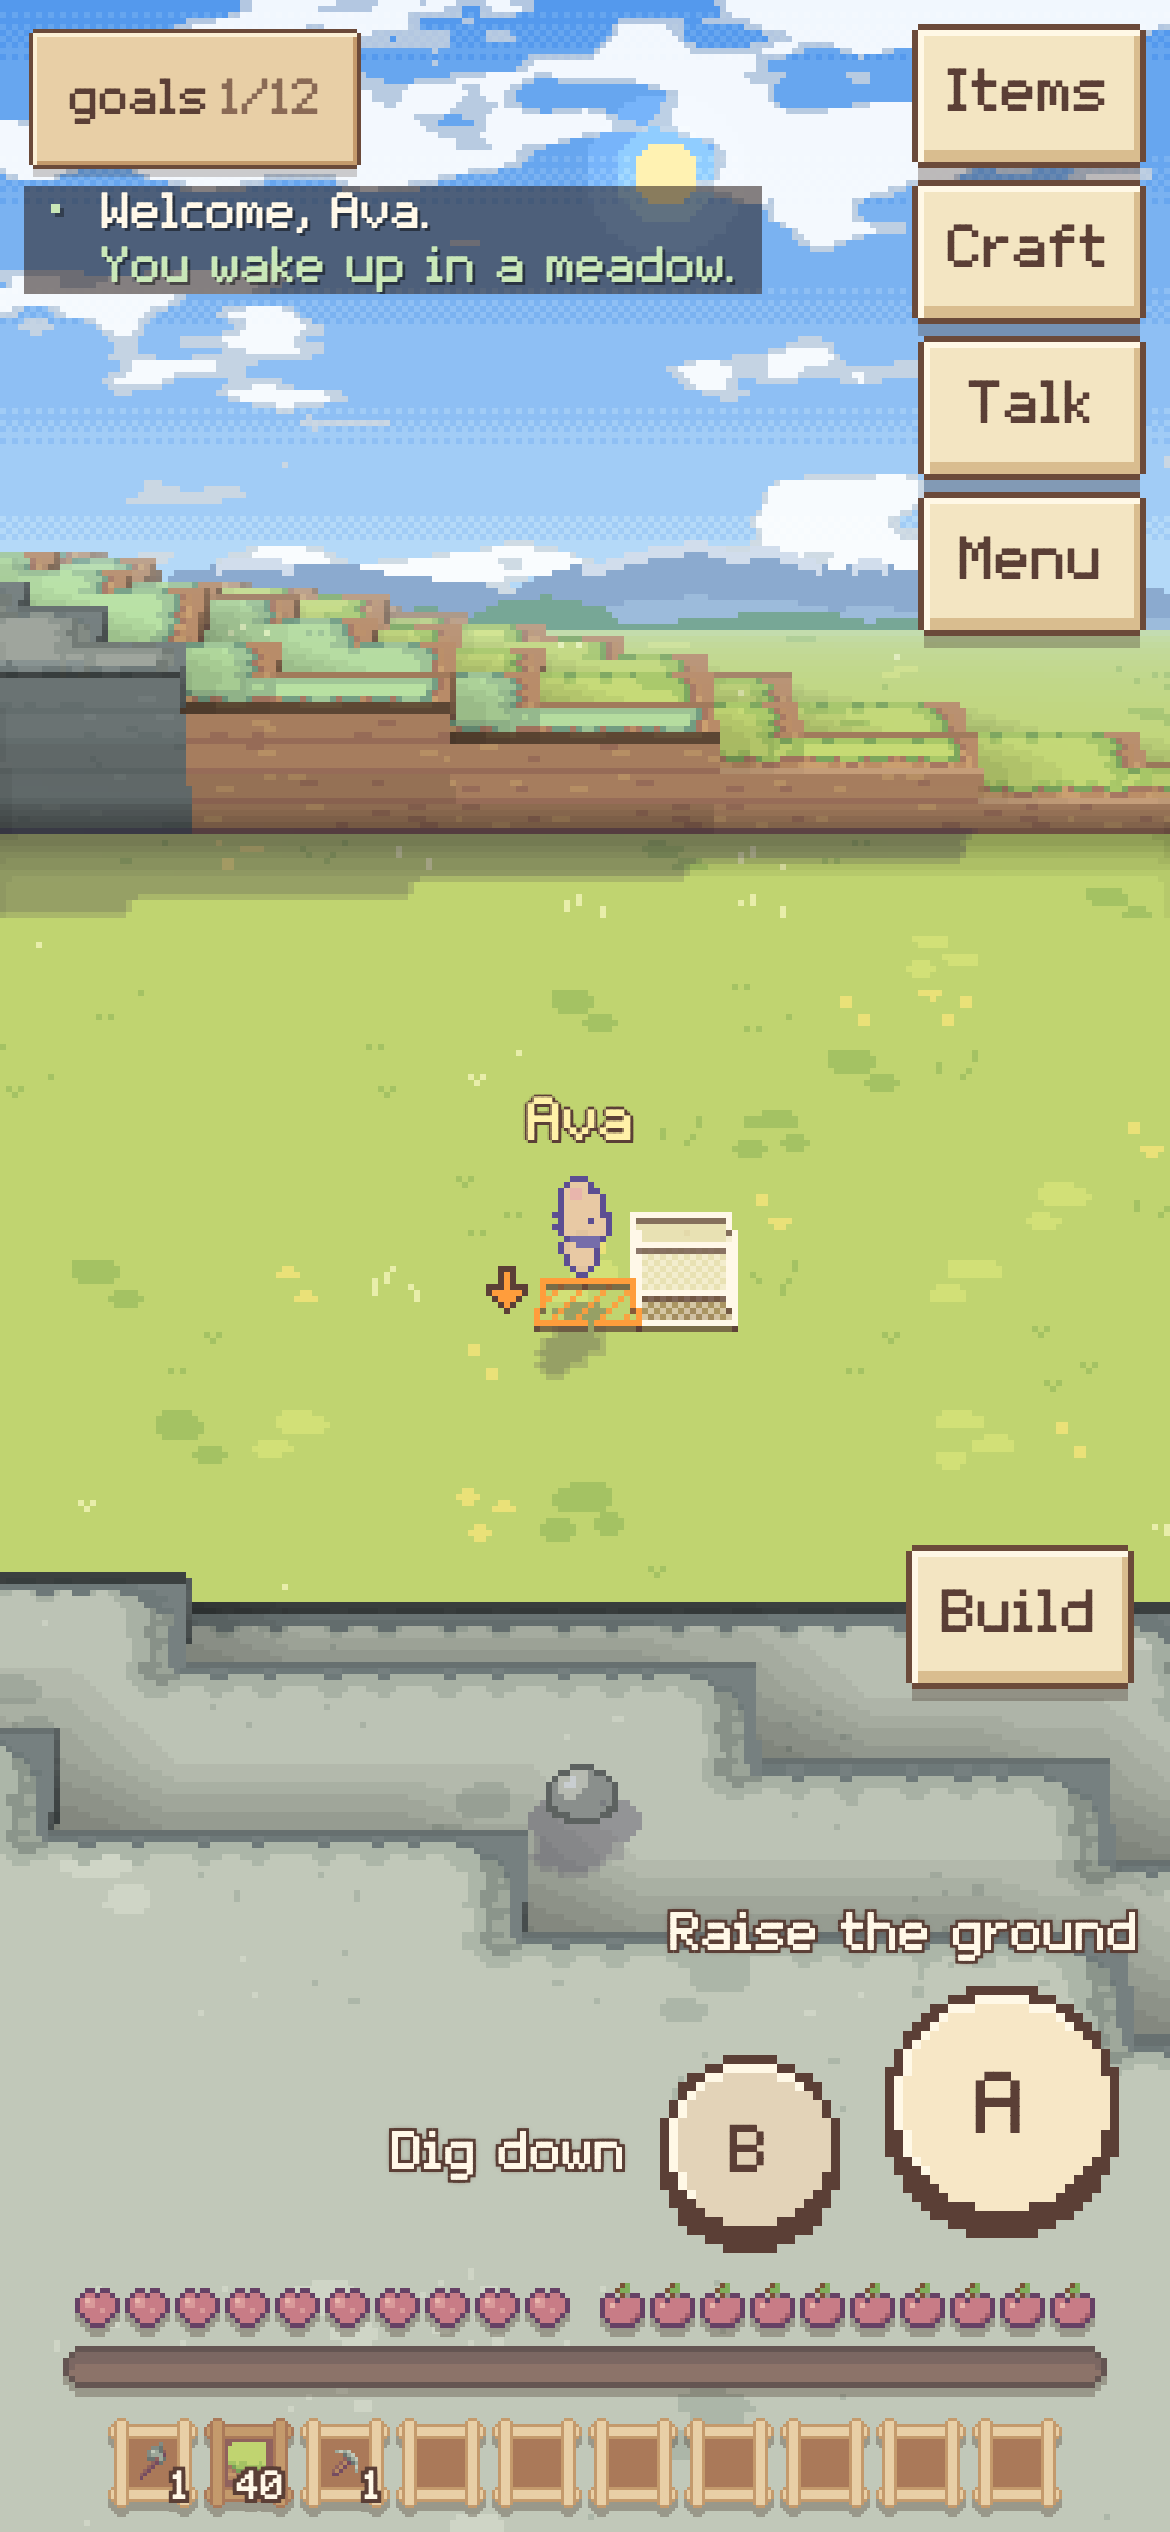 goals 1/12
Items
Welcome, Ava.
You wake up in a meadow.
Craft
Talk
Menu
Ava
Build
Raise the ground
A
Dig down
B
1
40
1